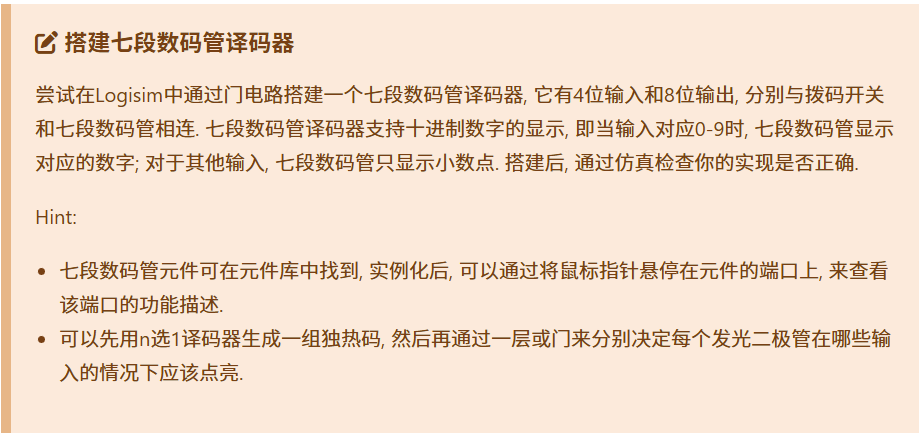 搭建七段数码管译码器
尝试在Logisim中通过门电路搭建一个七段数码管译码器, 它有4位输入和8位输出, 分别与拨码开关
和七段数码管相连. 七段数码管译码器支持十进制数字的显示, 即当输入对应0-9时, 七段数码管显示
对应的数字; 对于其他输入, 七段数码管只显示小数点. 搭建后, 通过仿真检查你的实现是否正确.
Hint:
七段数码管元件可在元件库中找到, 实例化后, 可以通过将鼠标指针悬停在元件的端口上, 来查看
该端口的功能描述.
可以先用n选1译码器生成一组独热码, 然后再通过一层或门来分别决定每个发光二极管在哪些输
入的情况下应该点亮.